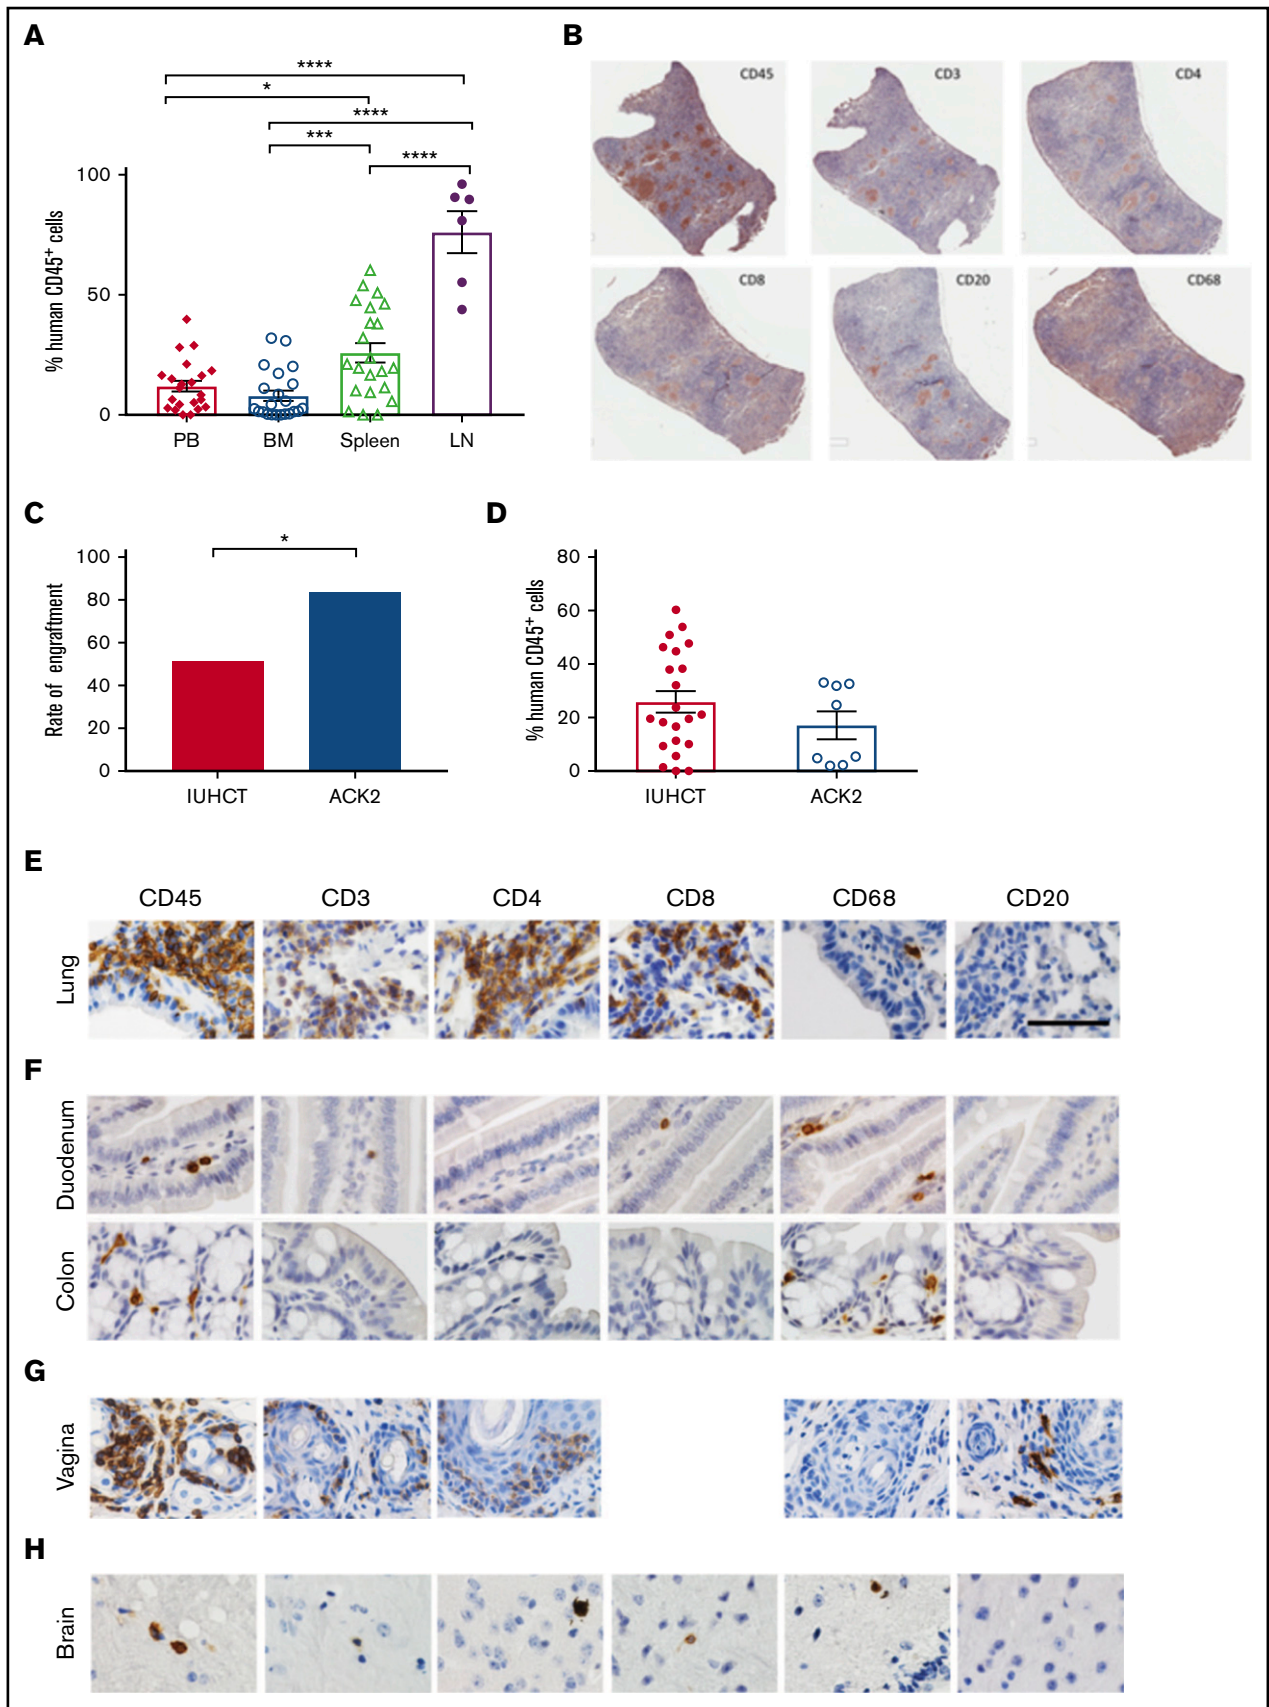 A
****
*
****
***
****
% human CD45+ cells
100
50
0
PB BM Spleen LN
B
CD45 CD3 CD4
CD8 CD20 CD68
C
*
Rate of engraftment
100
80
60
40
20
0
IUHCT ACK2
D
% human CD45+ cells
80
60
40
20
0
IUHCT ACK2
E
CD45 CD3 CD4 CD8 CD68 CD20
Lung
F
Duodenum
Colon
G
Vagina
H
Brain